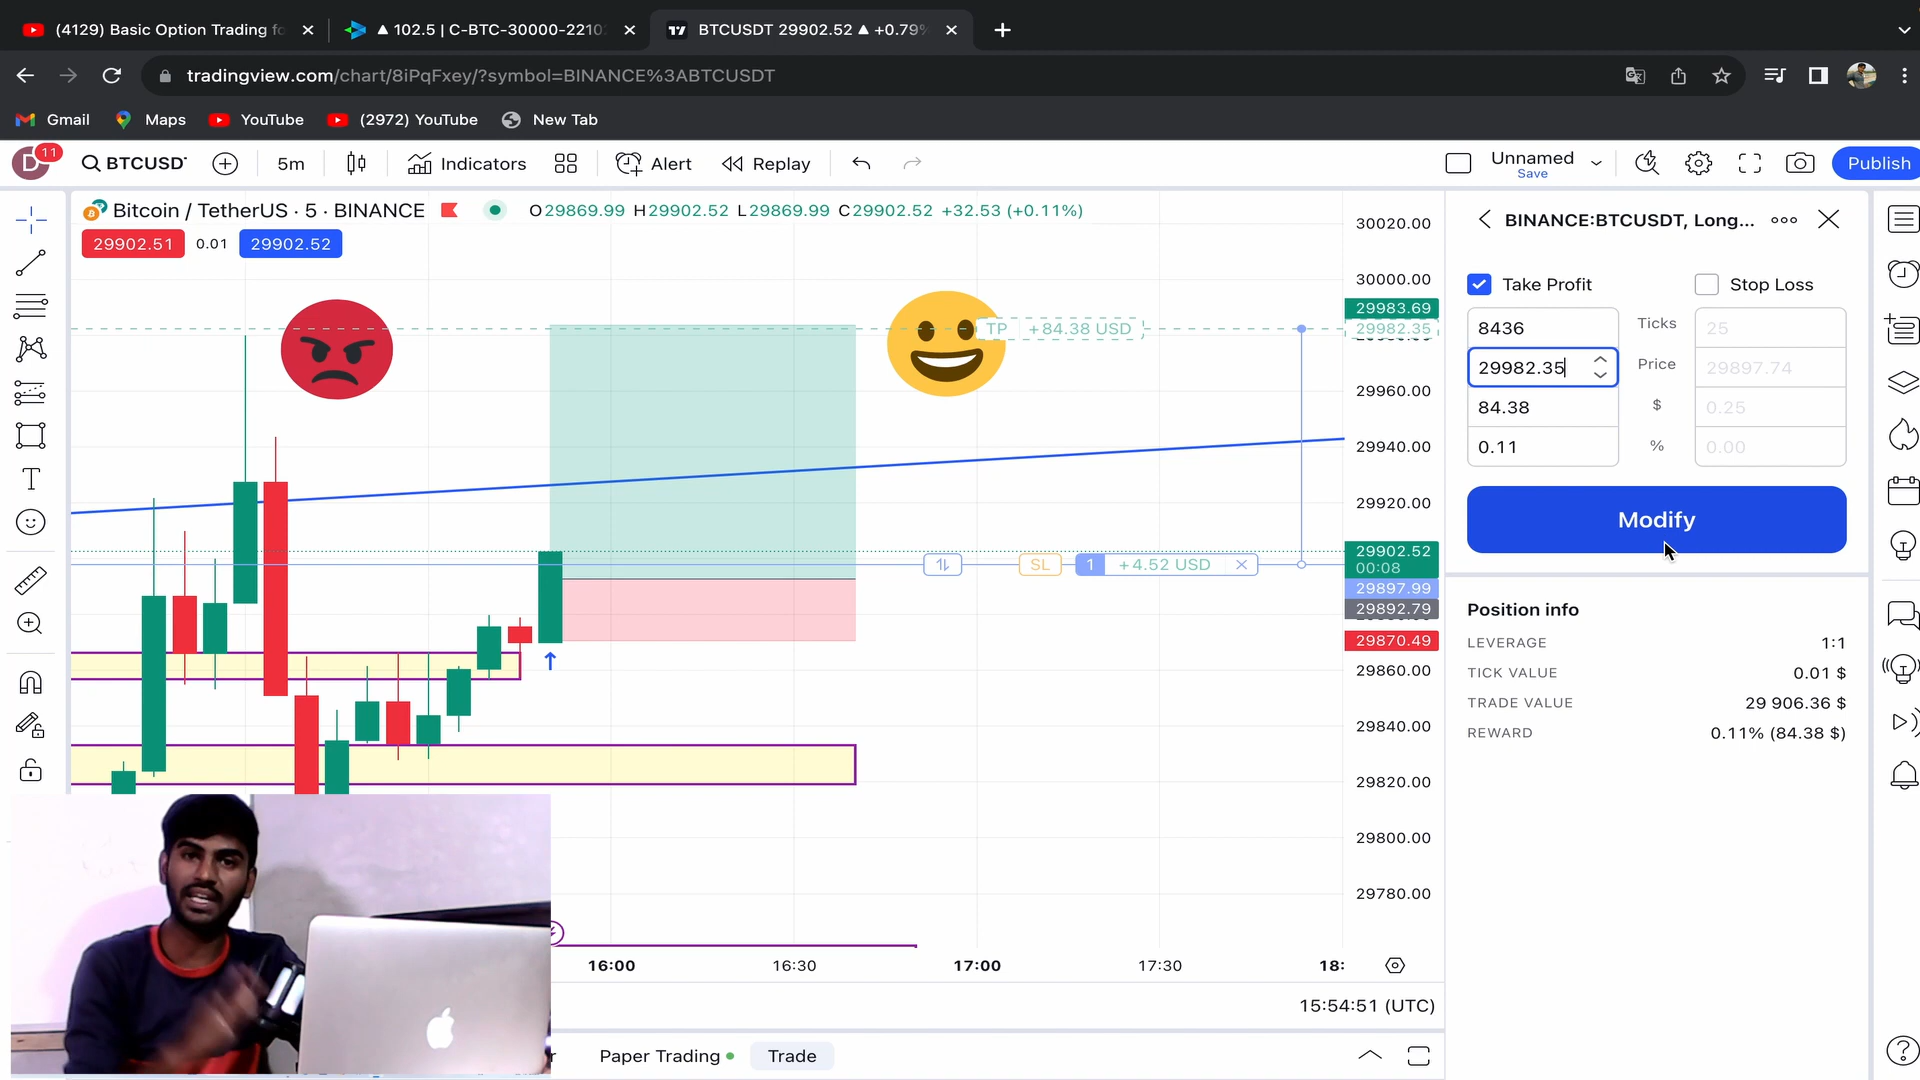 (4129) Basic Option Trading fo
▲ 102.5 | C-BTC-30000-2210
BTCUSDT 29902.52 ▲ +0.79%
tradingview.com/chart/8iPqFxey/?symbol=BINANCE%3ABTCUSDT
Gmail
Maps
YouTube
(2972) YouTube
New Tab
D
11
BTCUSDT
5m
Indicators
Alert
Replay
Unnamed
Save
Publish
Bitcoin / TetherUS · 5 · BINANCE
O29869.99 H29902.52 L29869.99 C29902.52 +32.53 (+0.11%)
29902.51
0.01
29902.52
30020.00
30000.00
29983.69
29982.35
29960.00
29940.00
29920.00
29902.52
00:08
29897.99
29892.79
29870.49
29860.00
29840.00
29820.00
29800.00
29780.00
TP +84.38 USD
SL
1 +4.52 USD
16:00
16:30
17:00
17:30
18:
15:54:51 (UTC)
Paper Trading
Trade
BINANCE:BTCUSDT, Long...
Take Profit
Stop Loss
8436 Ticks 25
29982.35 Price 29897.74
84.38 $ 0.25
0.11 % 0.00
Modify
Position info
LEVERAGE 1:1
TICK VALUE 0.01 $
TRADE VALUE 29 906.36 $
REWARD 0.11% (84.38 $)